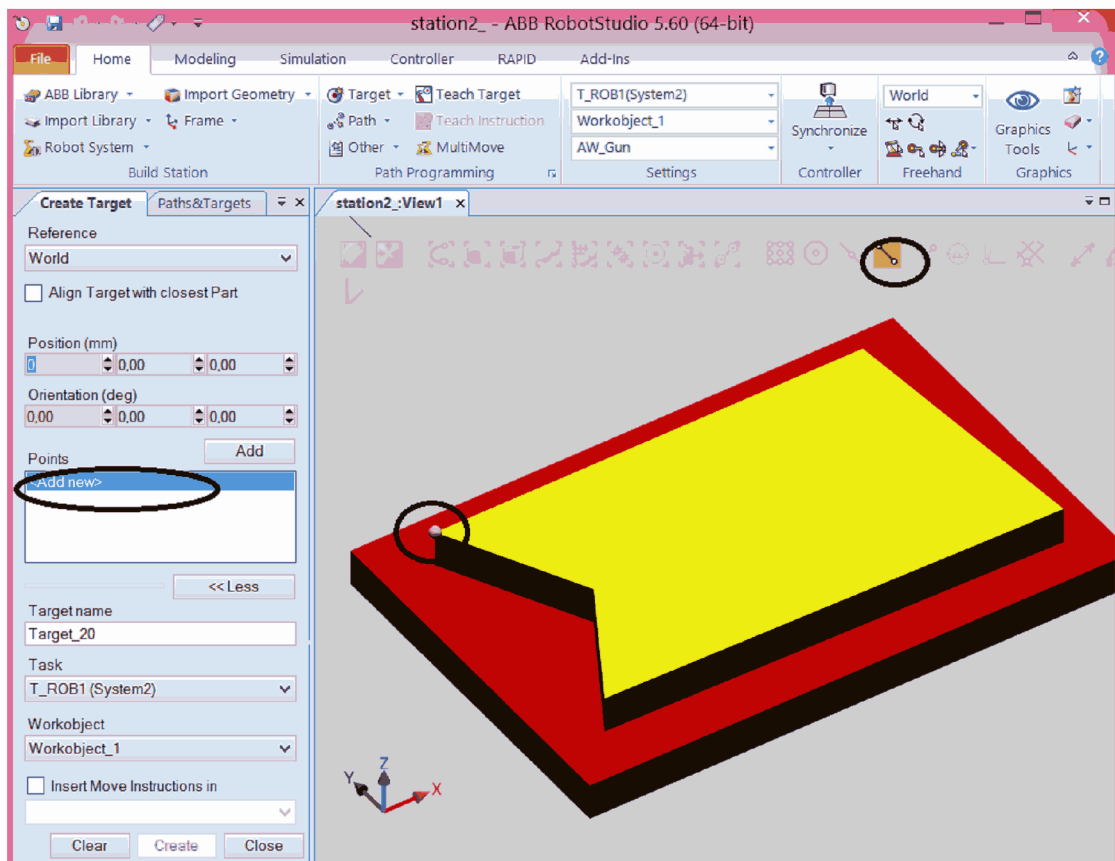 station2_ - ABB RobotStudio 5.60 (64-bit)
File Home Modeling Simulation Controller RAPID Add-Ins
ABB Library Import Geometry Target Teach Target T_ROB1(System2) World
Import Library Frame Path Teach Instruction Workobject_1 Synchronize Graphics Tools
Robot System Other MultiMove AW_Gun
Build Station Path Programming Settings Controller Freehand Graphics
Create Target Paths&Targets station2_:View1
Reference
World
Align Target with closest Part
Position (mm)
0 0,00 0,00
Orientation (deg)
0,00 0,00 0,00
Add
Points
<Add new>
<< Less
Target name
Target_20
Task
T_ROB1 (System2)
Workobject
Workobject_1
Insert Move Instructions in
Clear Create Close
Z
Y
X